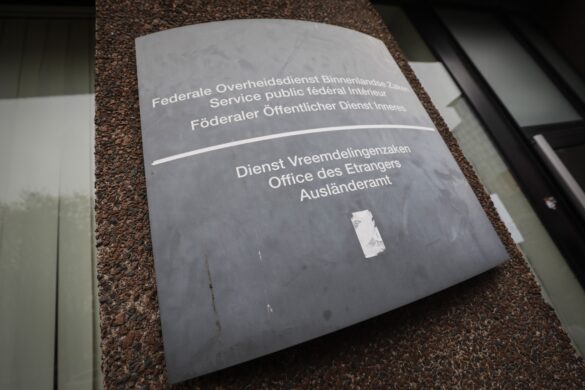 Federale Overheidsdienst Binnenlandse Zaken
Service public fédéral Intérieur
Föderaler Öffentlicher Dienst Inneres
Dienst Vreemdelingenzaken
Office des Etrangers
Ausländeramt